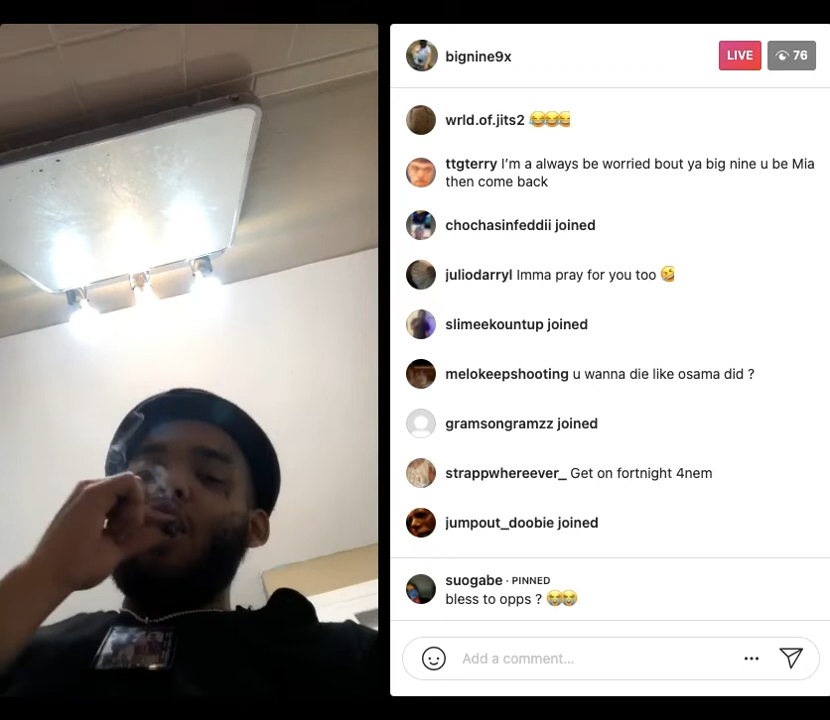 bignine9x
LIVE 76
wrld.of.jits2 😂😂😂
ttgterry I'm a always be worried bout ya big nine u be Mia
then come back
chochasinfeddii joined
juliodarryl Imma pray for you too 🤣
slimeekountup joined
melokeepshooting u wanna die like osama did ?
gramsongramzz joined
strappwhereever_ Get on fortnight 4nem
jumpout_doobie joined
suogabe · PINNED
bless to opps ? 😭😭
Add a comment...